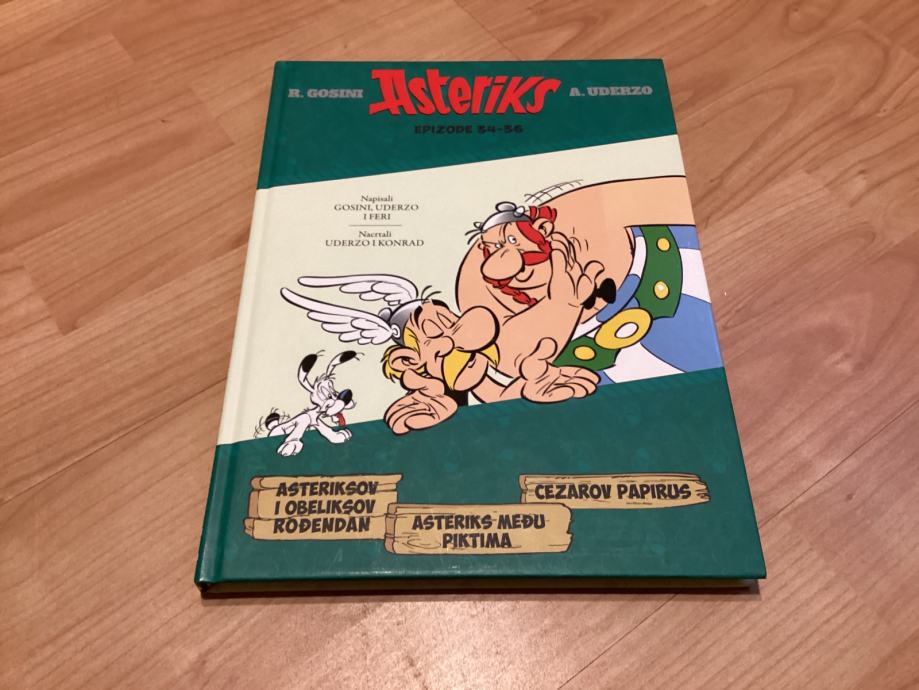 R. GOSINI Asteriks A. UDERZO
EPIZODE 34-36
Napisali
GOSINI, UDERZO
I FERI
Nacrtali
UDERZO I KONRAD
ASTERIKSOV
I OBELIKSOV
ROĐENDAN
ASTERIKS MEĐU
PIKTIMA
CEZAROV PAPIRUS